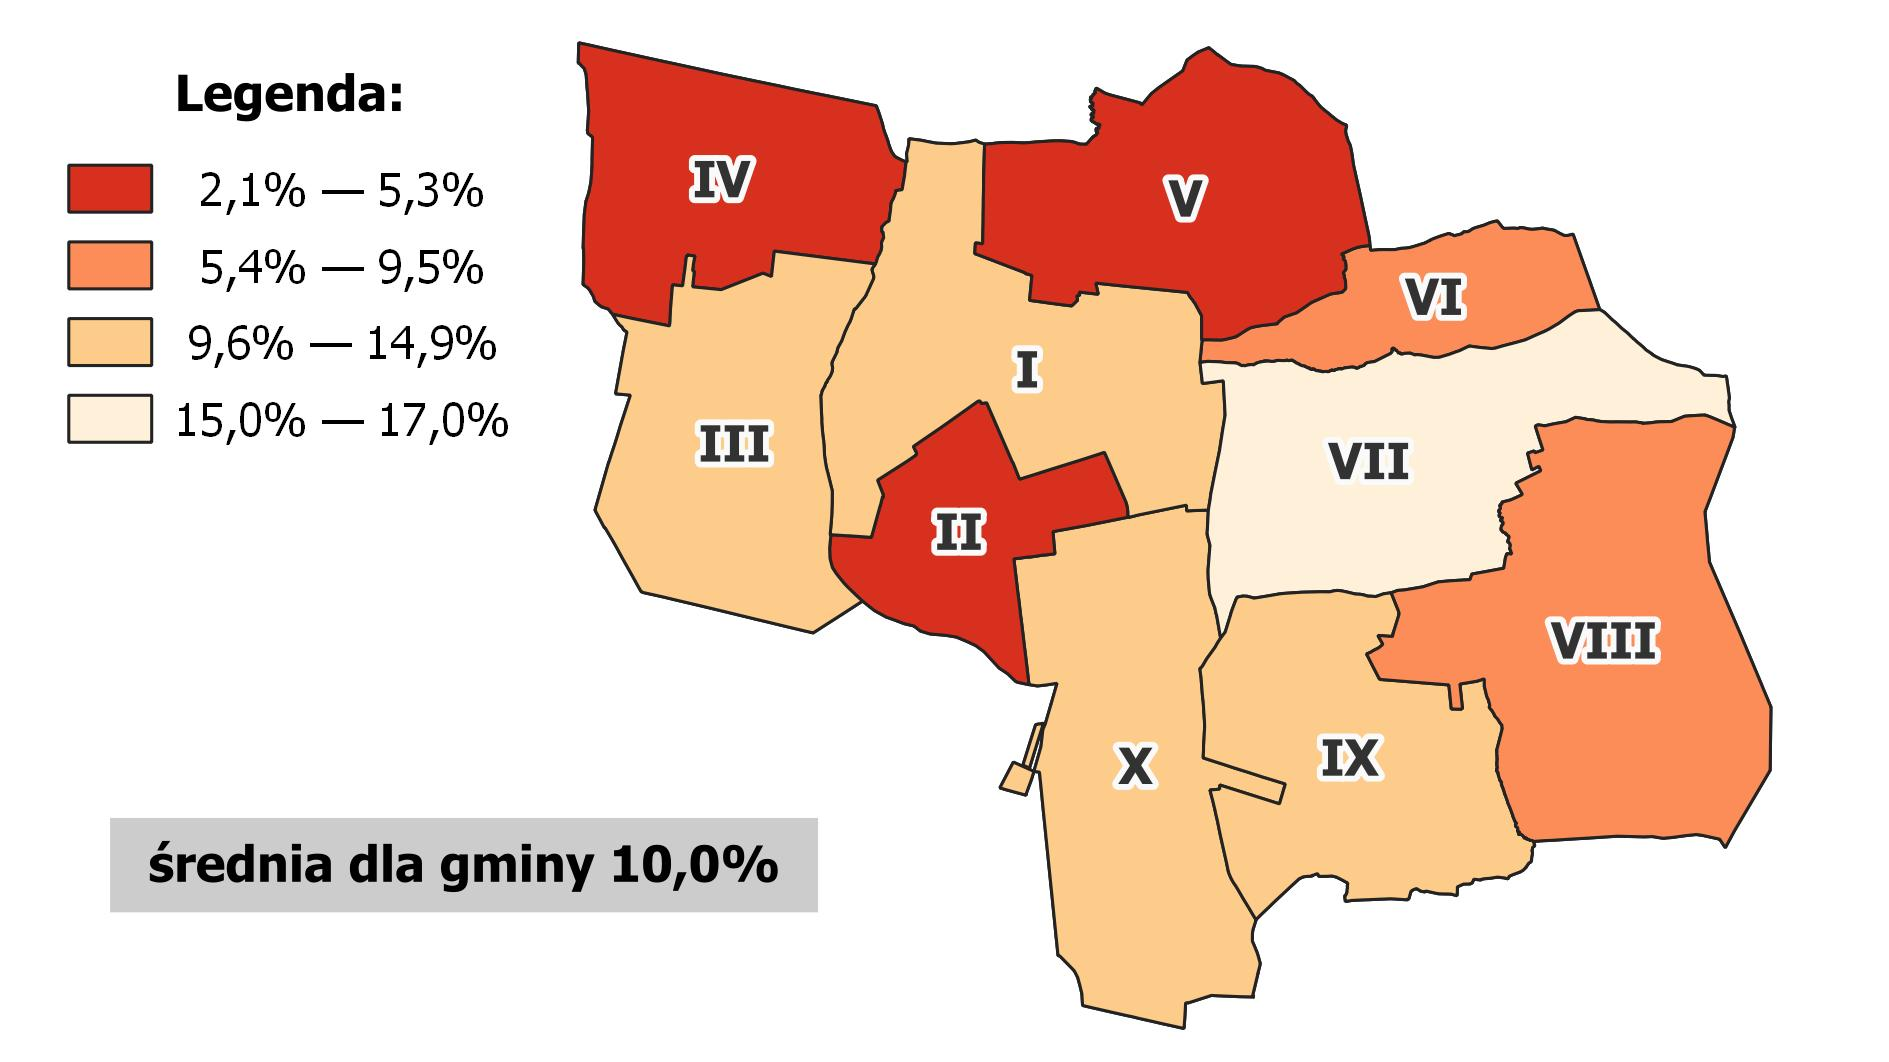 Legenda:
2,1% — 5,3%
5,4% — 9,5%
9,6% — 14,9%
15,0% — 17,0%
IV
V
VI
I
III
VII
II
VIII
IX
X
średnia dla gminy 10,0%